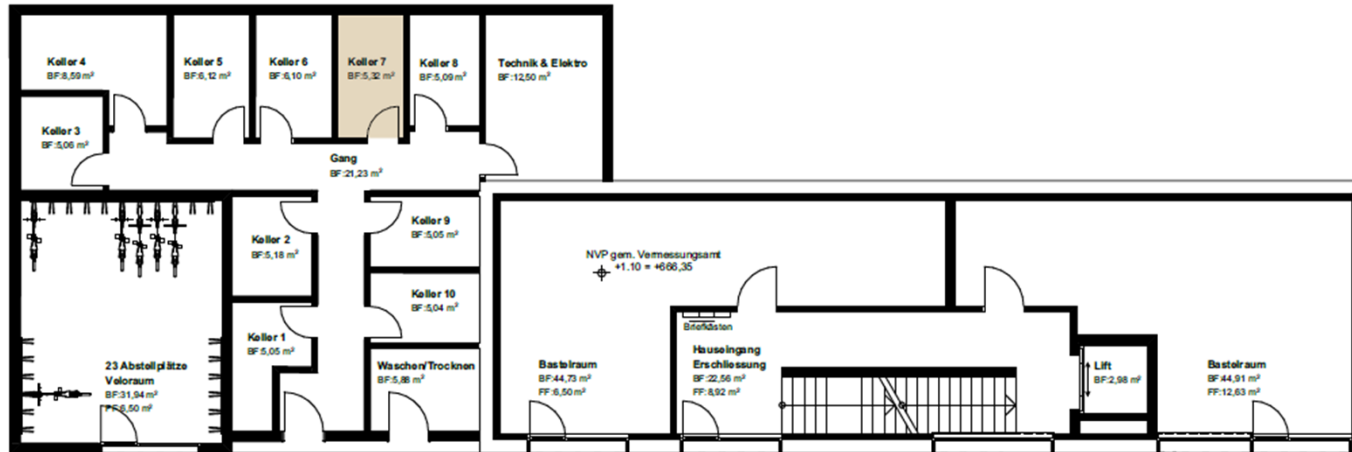 Keller 4
BF:8,59 m²
Keller 5
BF:6,12 m²
Keller 6
BF:6,10 m²
Keller 7
BF:5,32 m²
Keller 8
BF:5,09 m²
Technik & Elektro
BF:12,50 m²
Keller 3
BF:5,06 m²
Gang
BF:21,23 m²
Keller 2
BF:5,18 m²
Keller 9
BF:5,05 m²
Keller 10
BF:5,04 m²
Keller 1
BF:5,05 m²
Waschen/Trocknen
BF:5,88 m²
23 Abstellplätze
Veloraum
BF:31,94 m²
FF:6,50 m²
NVP gem. Vermessungsamt
+1.10 = +666,35
Briefkästen
Bastelraum
BF:44,73 m²
FF:6,50 m²
Hauseingang
Erschliessung
BF:22,56 m²
FF:8,92 m²
Lift
BF:2,98 m²
Bastelraum
BF:44,91 m²
FF:12,63 m²